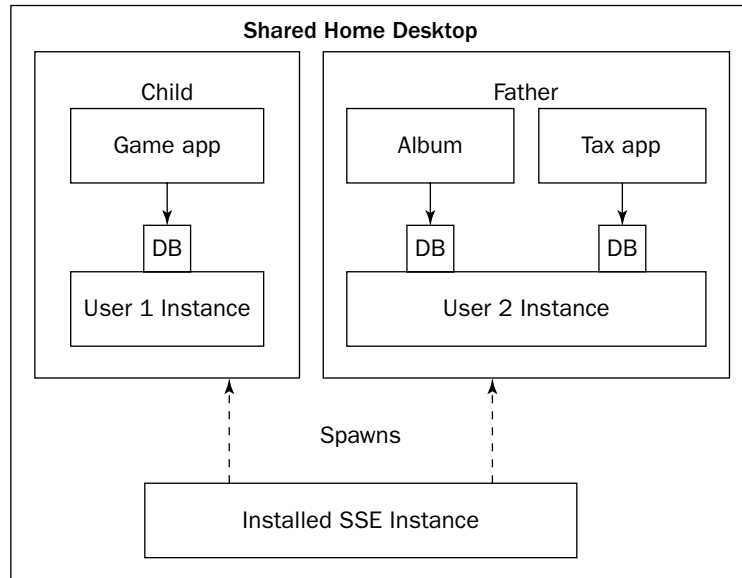 Shared Home Desktop
Child
Game app
DB
User 1 Instance
Father
Album
Tax app
DB
DB
User 2 Instance
Spawns
Installed SSE Instance